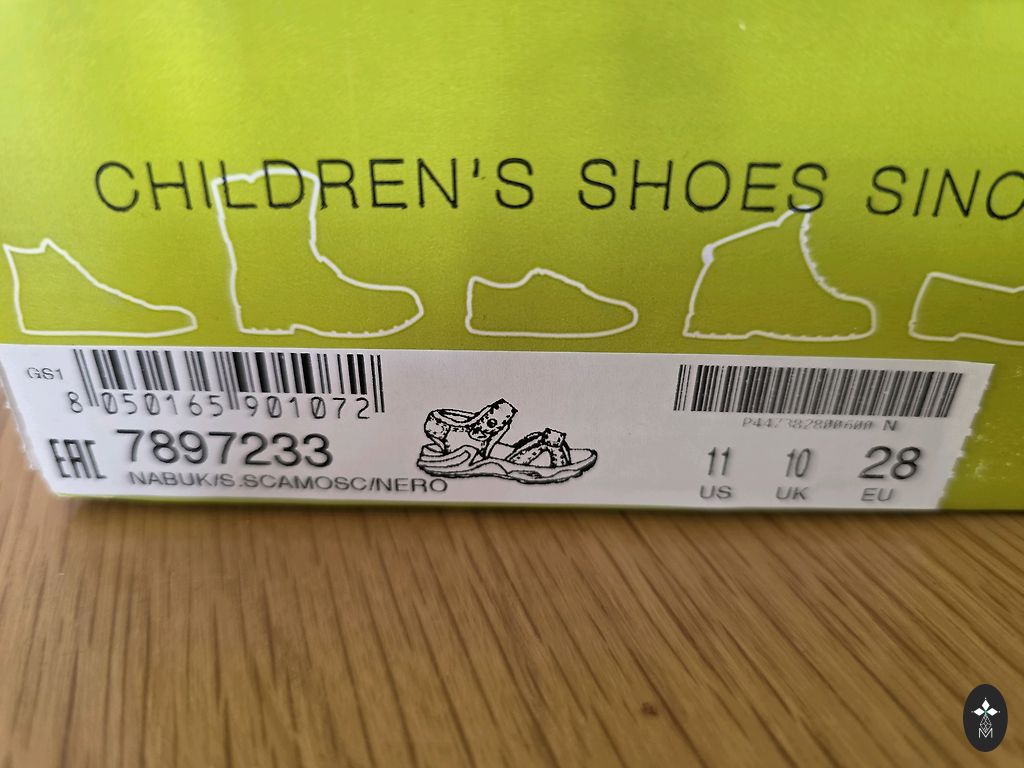 CHILDREN'S SHOES SINC
GS1
8 050165 901072
EAC 7897233
NABUK/S.SCAMOSC/NERO
11 10 28
US UK EU
M